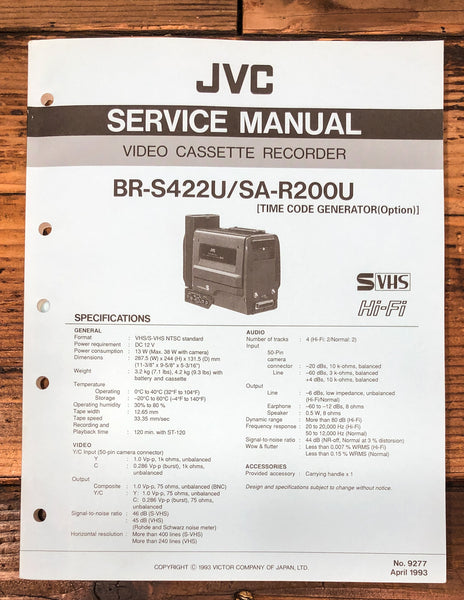 JVC
SERVICE MANUAL
VIDEO CASSETTE RECORDER
BR-S422U/SA-R200U
[TIME CODE GENERATOR(Option)]
JVC
S VHS
Hi-Fi
SPECIFICATIONS
GENERAL
Format : VHS/S-VHS NTSC standard
Power requirement : DC 12 V
Power consumption : 13 W (Max. 38 W with camera)
Dimensions : 287.5 (W) x 244 (H) x 131.5 (D) mm
(11-3/8" x 9-5/8" x 5-3/16")
Weight : 3.2 kg (7.1 lbs), 4.2 kg (9.3 lbs) with
battery and cassette
Temperature
Operating : 0°C to 40°C (32°F to 104°F)
Storage : –20°C to 60°C (–4°F to 140°F)
Operating humidity : 30% to 80 %
Tape width : 12.65 mm
Tape speed : 33.35 mm/sec
Recording and
Playback time : 120 min. with ST-120
VIDEO
Y/C Input (50-pin camera connector)
Y : 1.0 Vp-p, 1k ohms, unbalanced
C : 0.286 Vp-p (burst), 1k ohms,
unbalanced
Output
Composite : 1.0 Vp-p, 75 ohms, unbalanced (BNC)
Y/C : Y : 1.0 Vp-p, 75 ohms, unbalanced
C: 0.286 Vp-p (burst), 75 ohms,
unbalanced
Signal-to-noise ratio : 46 dB (S-VHS)
45 dB (VHS)
(Rohde and Schwarz noise meter)
Horizontal resolution : More than 400 lines (S-VHS)
More than 240 lines (VHS)
AUDIO
Number of tracks : 4 (Hi-Fi: 2/Normal: 2)
Input
50-Pin
camera
connector : –20 dBs, 10 k-ohms, balanced
Line : –60 dBs, 3 k-ohms, balanced
+4 dBs, 10 k-ohms, balanced
Output
Line : –6 dBs, low impedance, unbalanced
(Hi-Fi/Normal)
Earphone : –60 to –12 dBs, 8 ohms
Speaker : 0.5 W, 8 ohms
Dynamic range : More than 80 dB (Hi-Fi)
Frequency response : 20 to 20,000 Hz (Hi-Fi)
50 to 12,000 Hz (Normal)
Signal-to-noise ratio : 44 dB (NR-off, Normal at 3 % distortion)
Wow & flutter : Less than 0.007 % WRMS (Hi-Fi)
Less than 0.15 % WRMS (Normal)
ACCESSORIES
Provided accessory : Carrying handle x 1
Design and specifications subject to change without notice.
COPYRIGHT © 1993 VICTOR COMPANY OF JAPAN, LTD.
No. 9277
April 1993